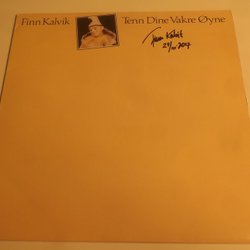 Finn Kalvik Tenn Dine Vakre Øyne
Finn Kalvik